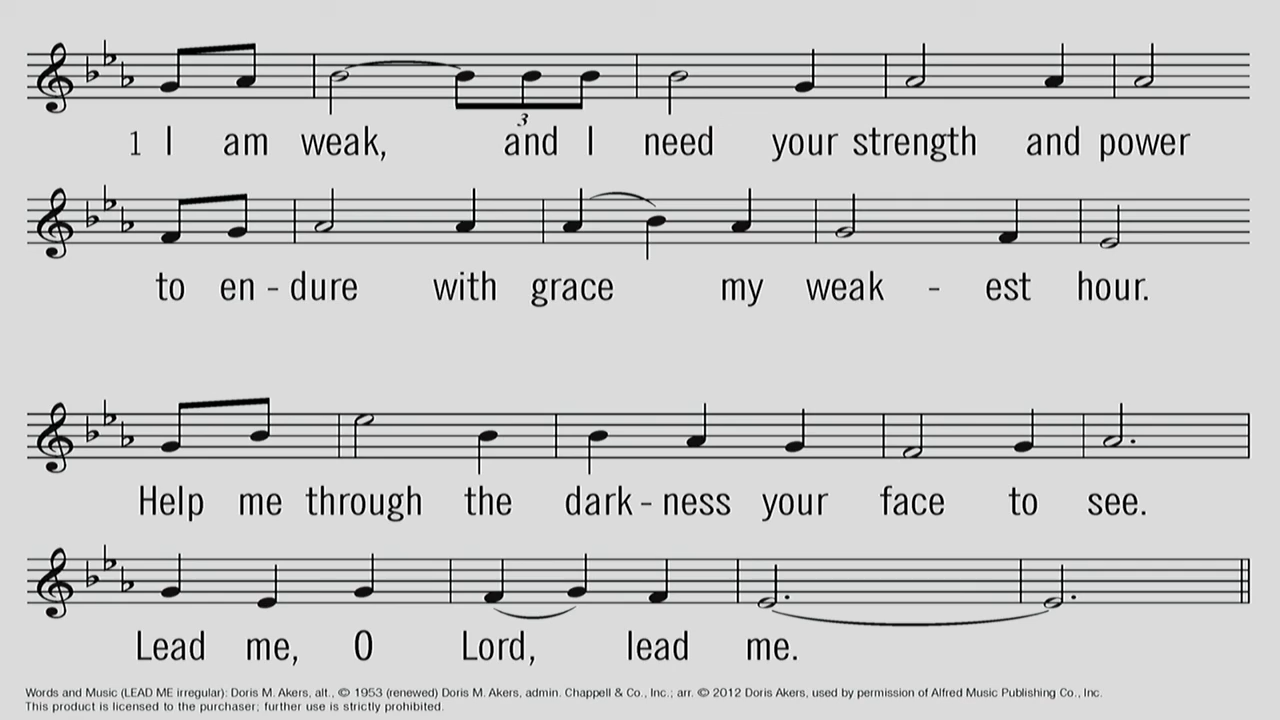 3
1 I am weak, and I need your strength and power
to en - dure with grace my weak - est hour.
Help me through the dark - ness your face to see.
Lead me, O Lord, lead me.
Words and Music (LEAD ME irregular): Doris M. Akers, alt., © 1953 (renewed) Doris M. Akers, admin. Chappell & Co., Inc.; arr. © 2012 Doris Akers, used by permission of Alfred Music Publishing Co., Inc.
This product is licensed to the purchaser; further use is strictly prohibited.